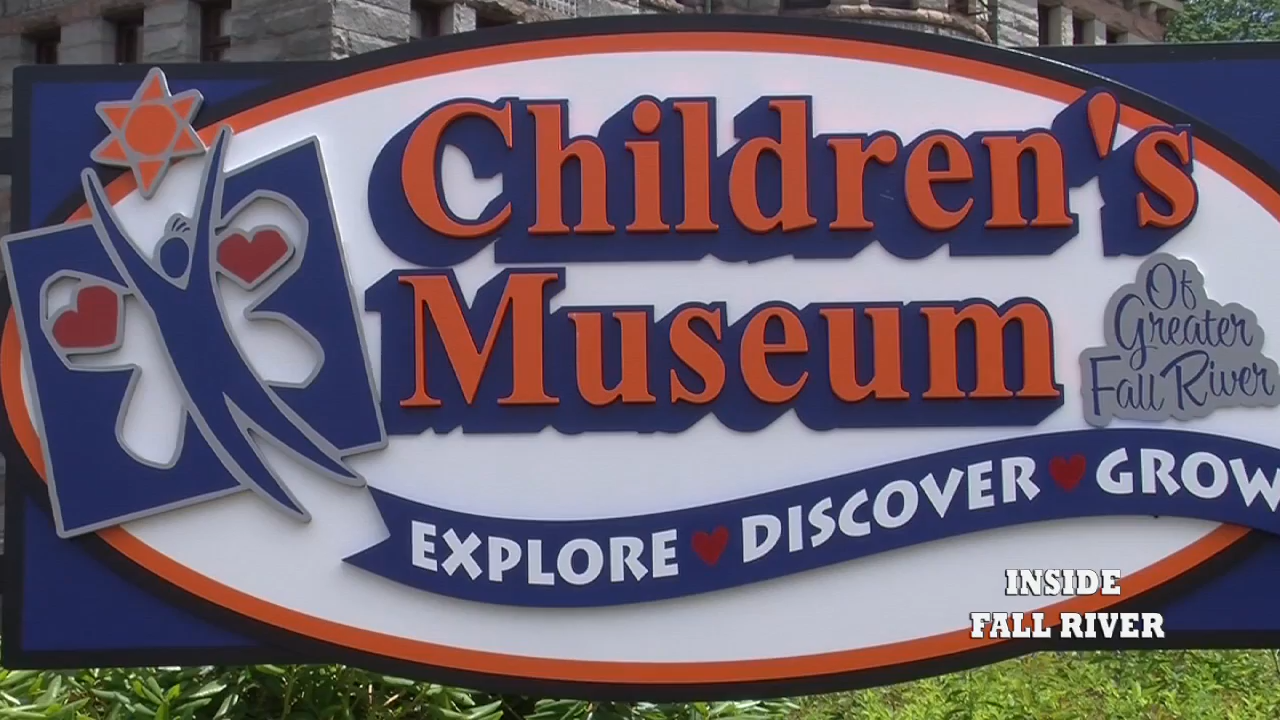 Children's
Museum
Of
Greater
Fall River
EXPLORE DISCOVER GROW
INSIDE
FALL RIVER